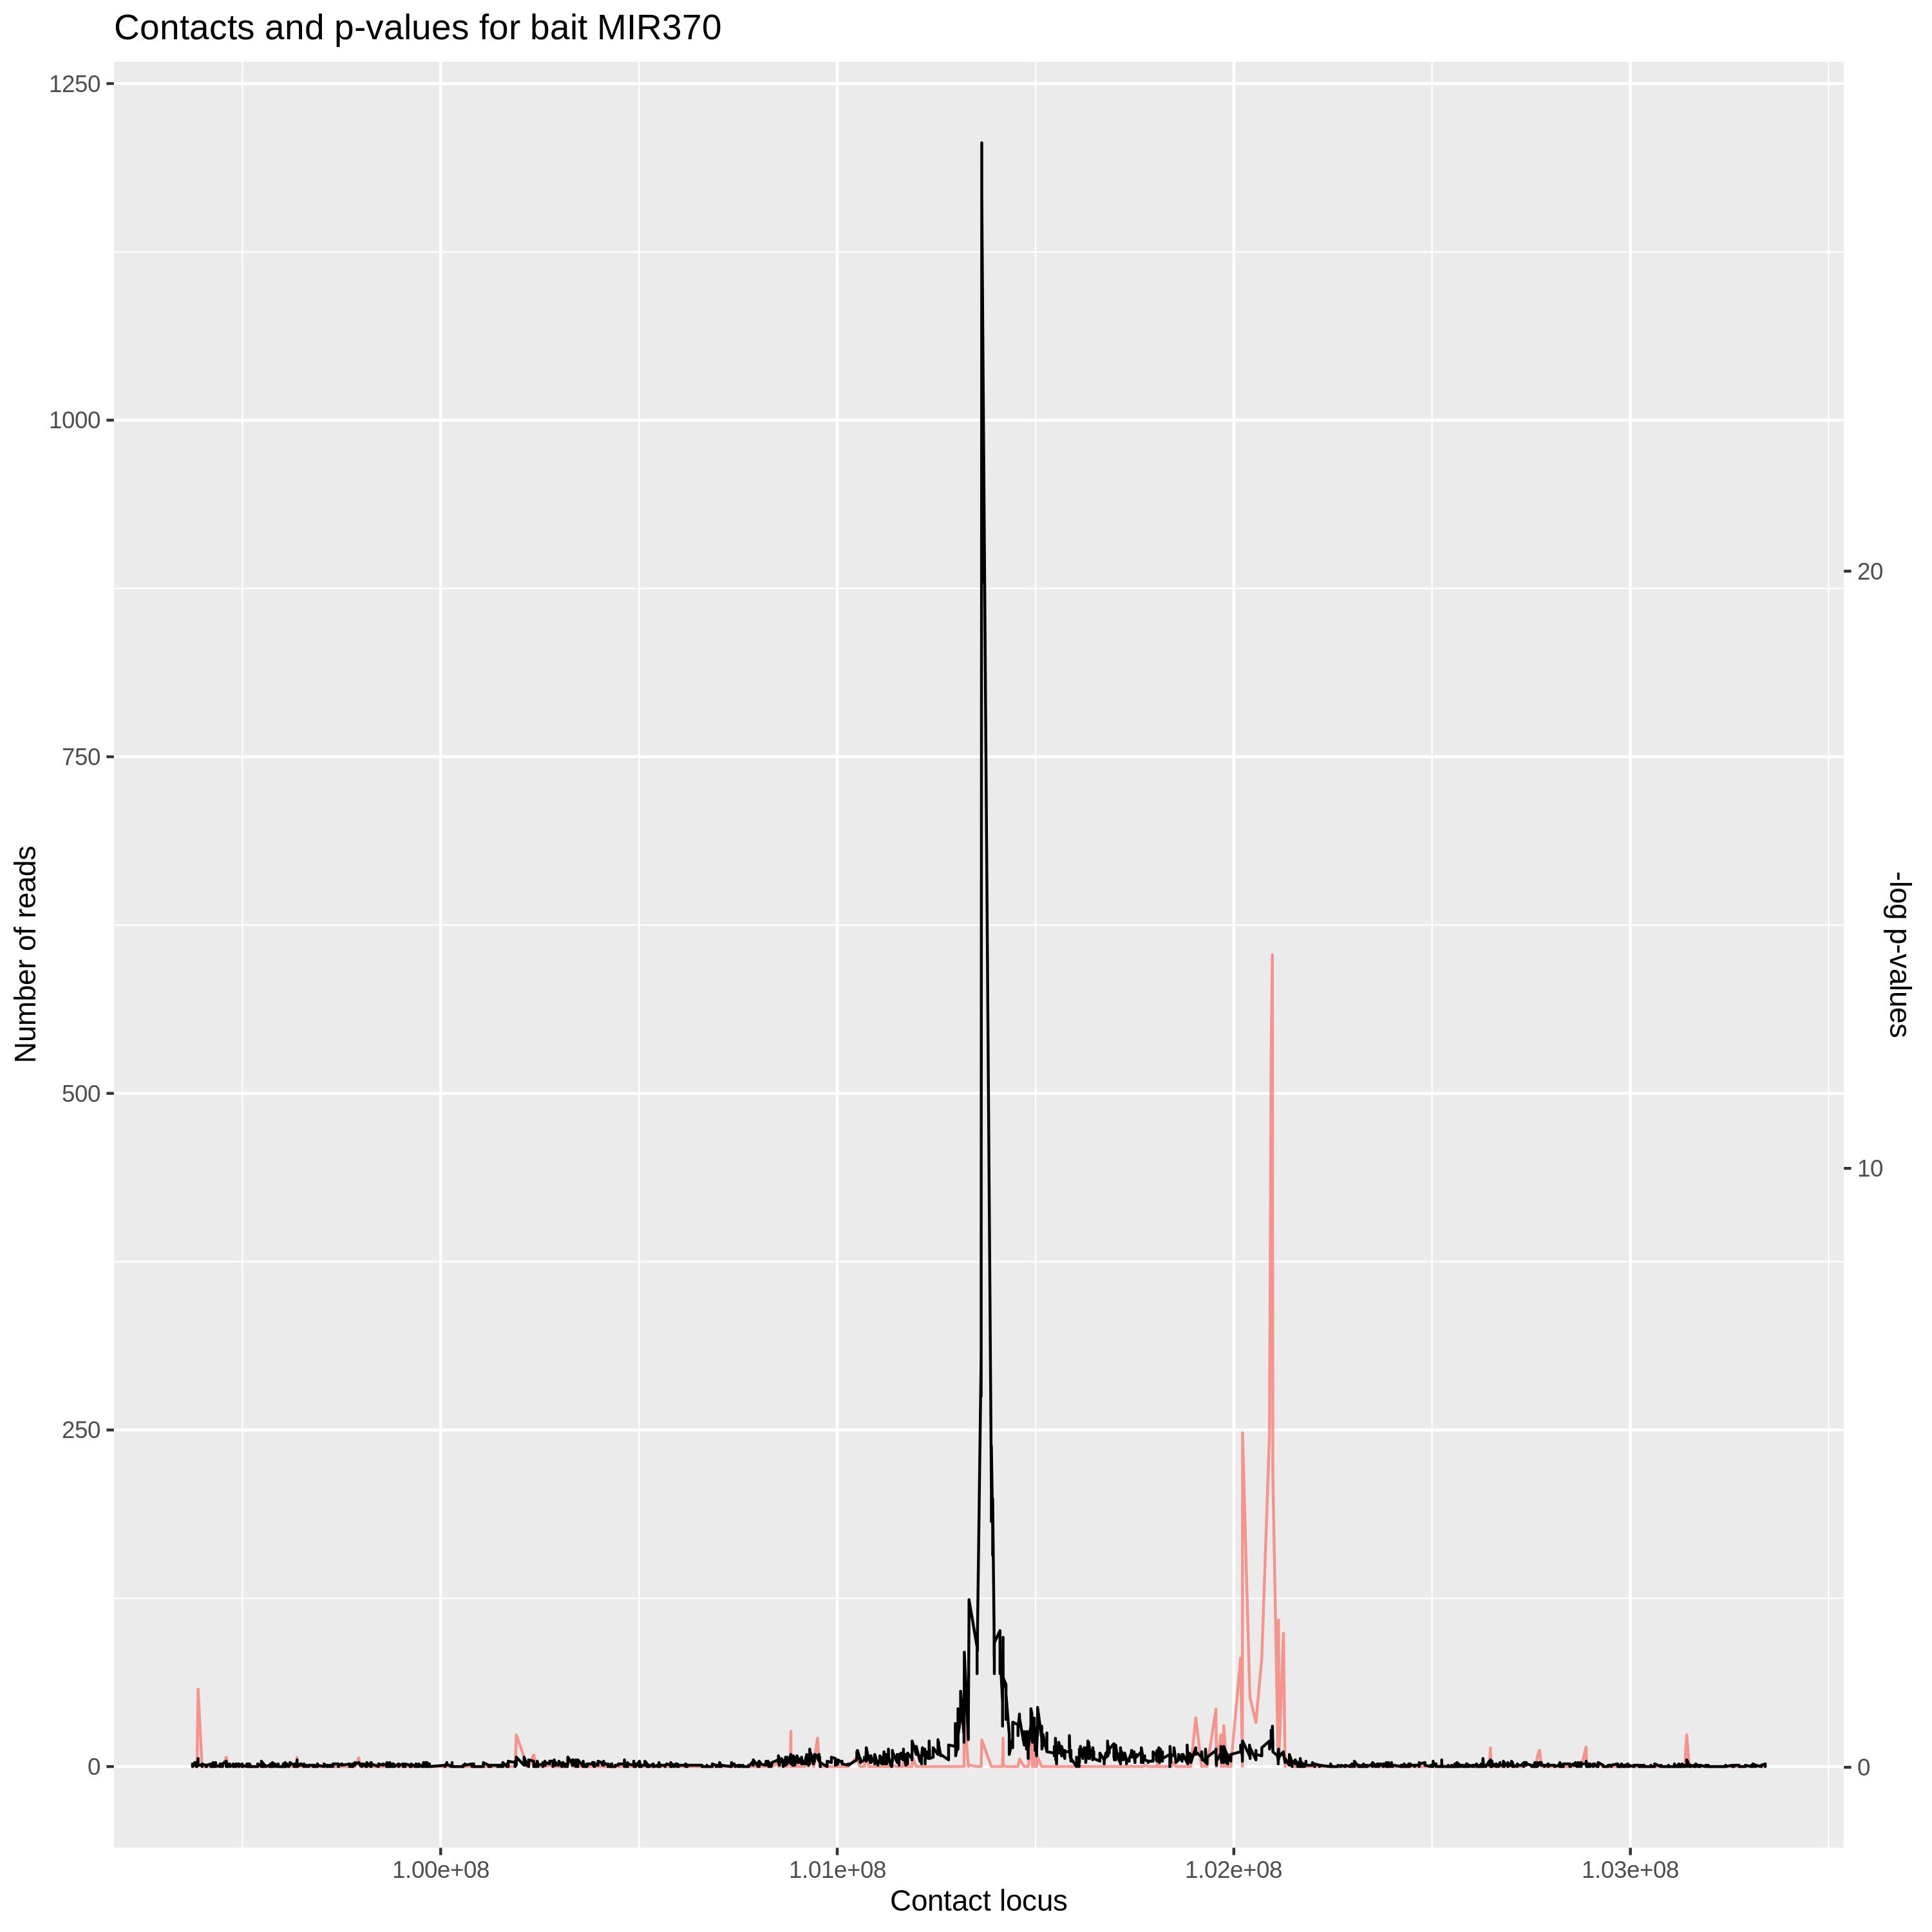 Contacts and p-values for bait MIR370
1250
1000
750
500
250
0
Number of reads
20
10
0
-log p-values
1.00e+08
1.01e+08
1.02e+08
1.03e+08
Contact locus